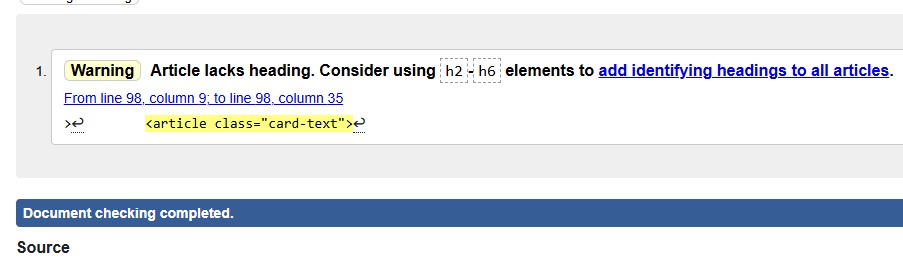 1. Warning Article lacks heading. Consider using h2-h6 elements to add identifying headings to all articles.
From line 98, column 9; to line 98, column 35
>↩ <article class="card-text">↩
Document checking completed.
Source